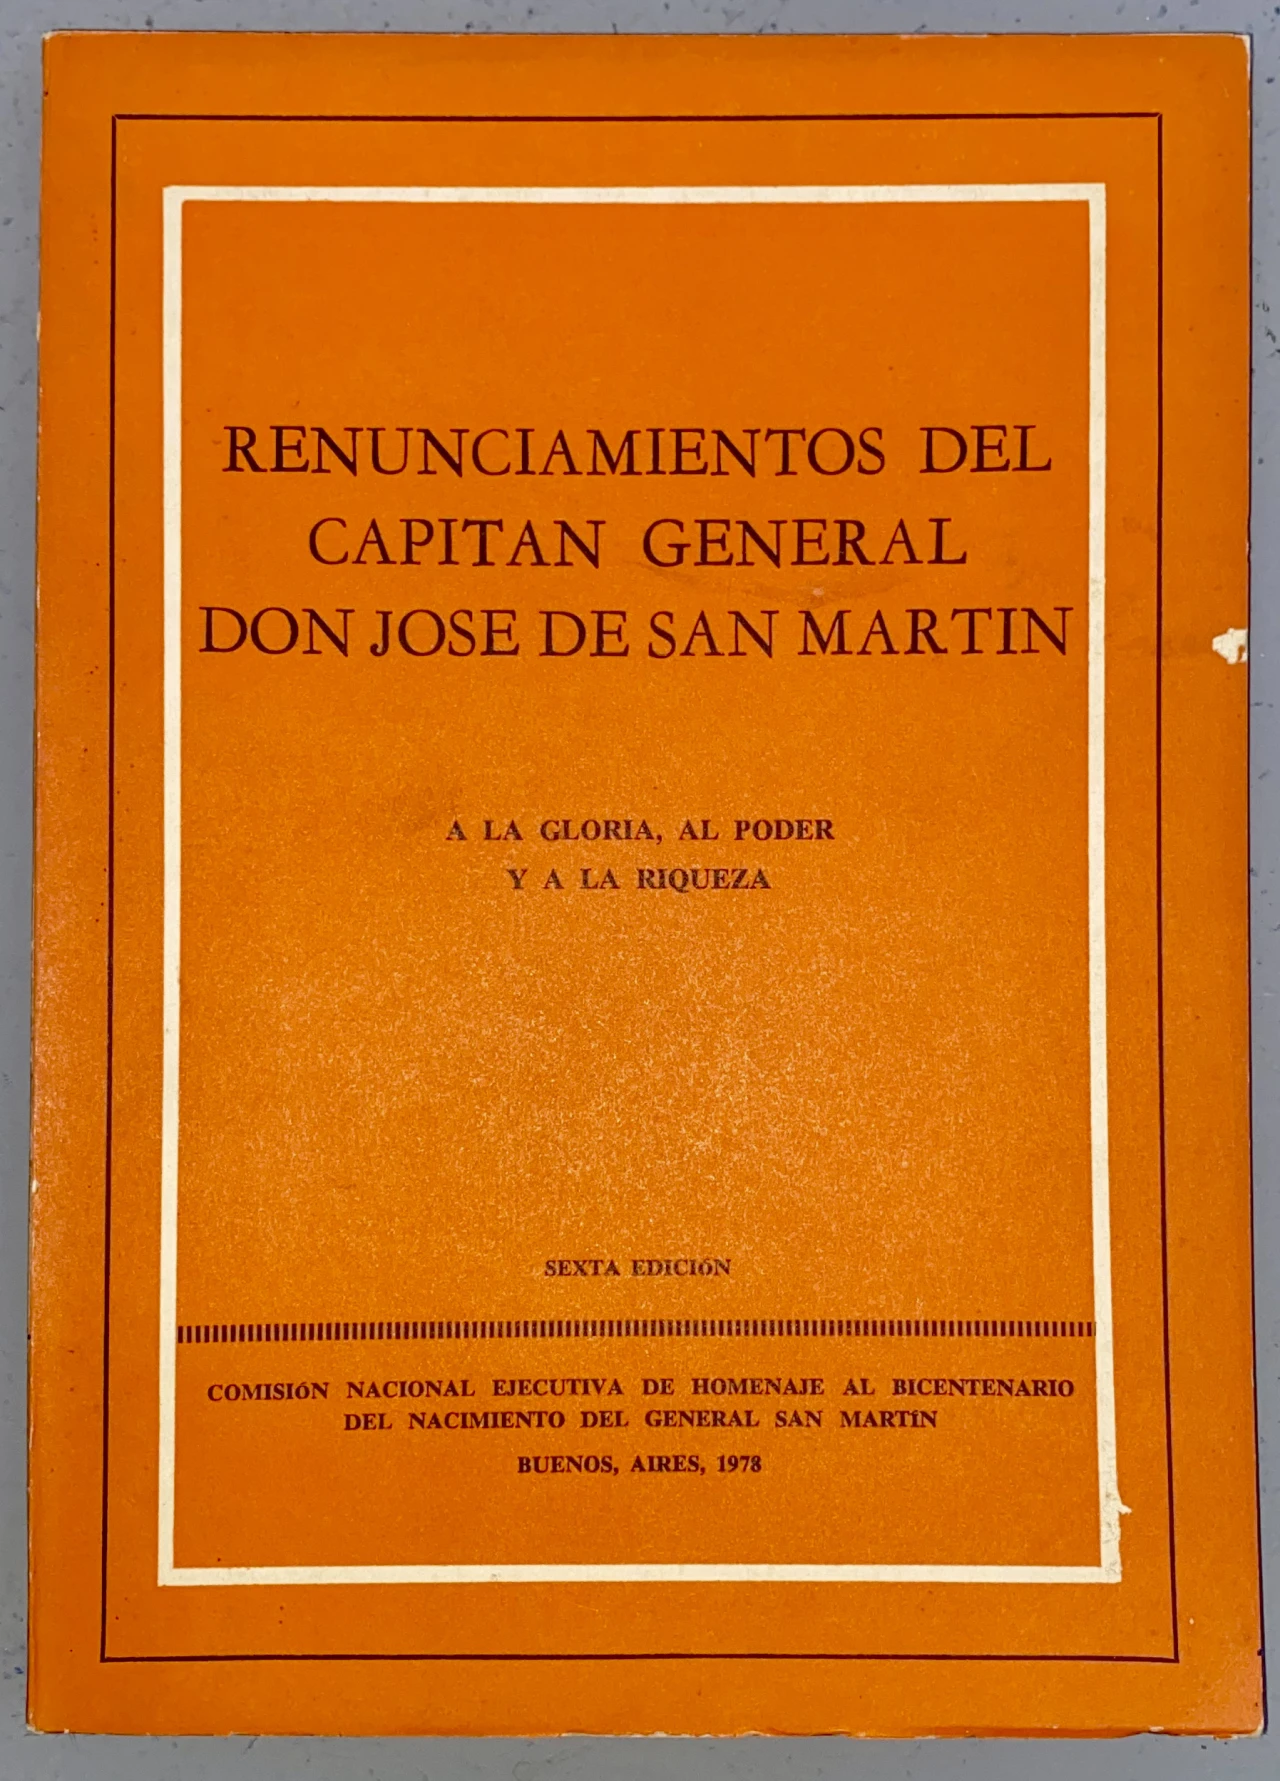 RENUNCIAMIENTOS DEL
CAPITAN GENERAL
DON JOSE DE SAN MARTIN
A LA GLORIA, AL PODER
Y A LA RIQUEZA
SEXTA EDICIÓN
COMISIÓN NACIONAL EJECUTIVA DE HOMENAJE AL BICENTENARIO
DEL NACIMIENTO DEL GENERAL SAN MARTÍN
BUENOS, AIRES, 1978